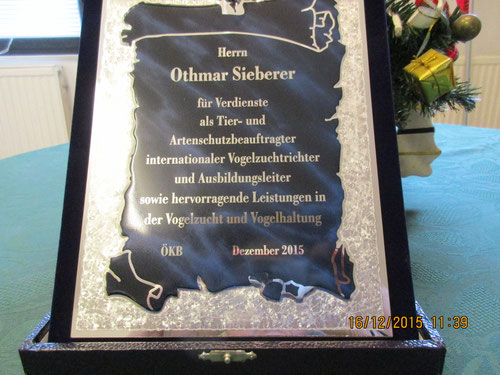 Herrn
Othmar Sieberer
für Verdienste
als Tier- und
Artenschutzbeauftragter
internationaler Vogelzuchtrichter
und Ausbildungsleiter
sowie hervorragende Leistungen in
der Vogelzucht und Vogelhaltung
ÖKB Dezember 2015
16/12/2015 11:39